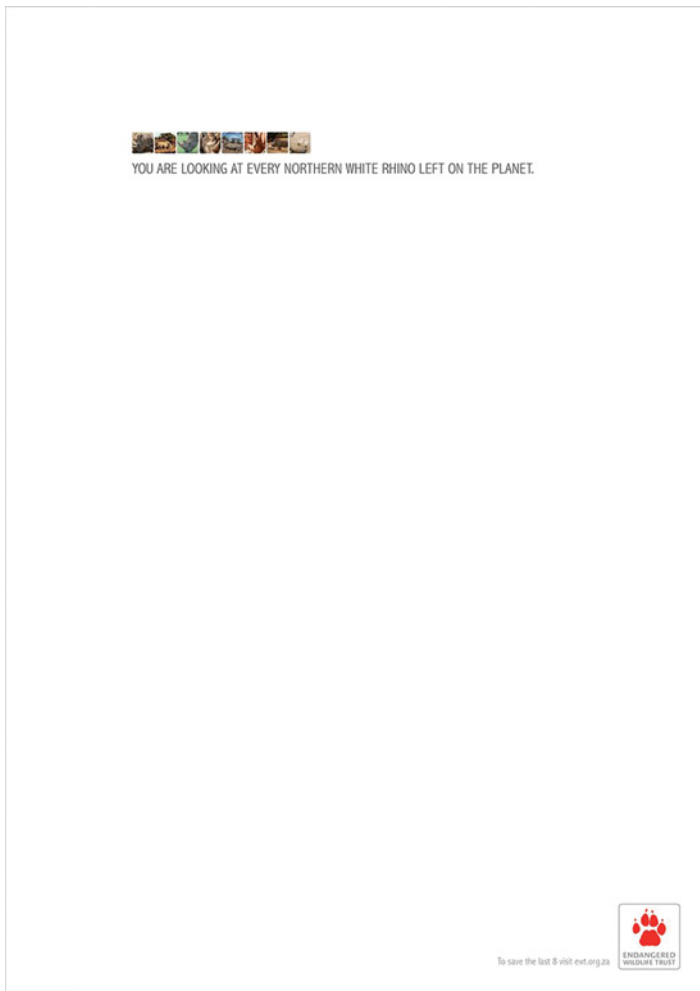 YOU ARE LOOKING AT EVERY NORTHERN WHITE RHINO LEFT ON THE PLANET.
To save the last 8 visit ewt.org.za
ENDANGERED
WILDLIFE TRUST